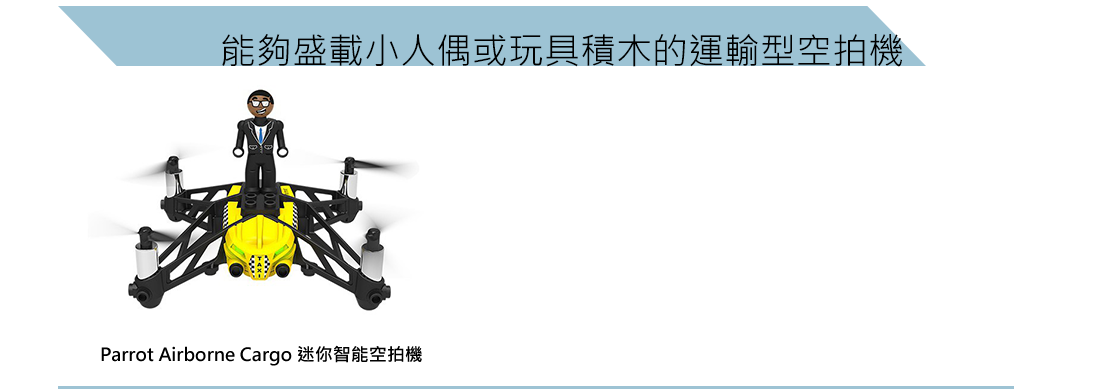 能夠盛載小人偶或玩具積木的運輸型空拍機
Parrot Airborne Cargo 迷你智能空拍機